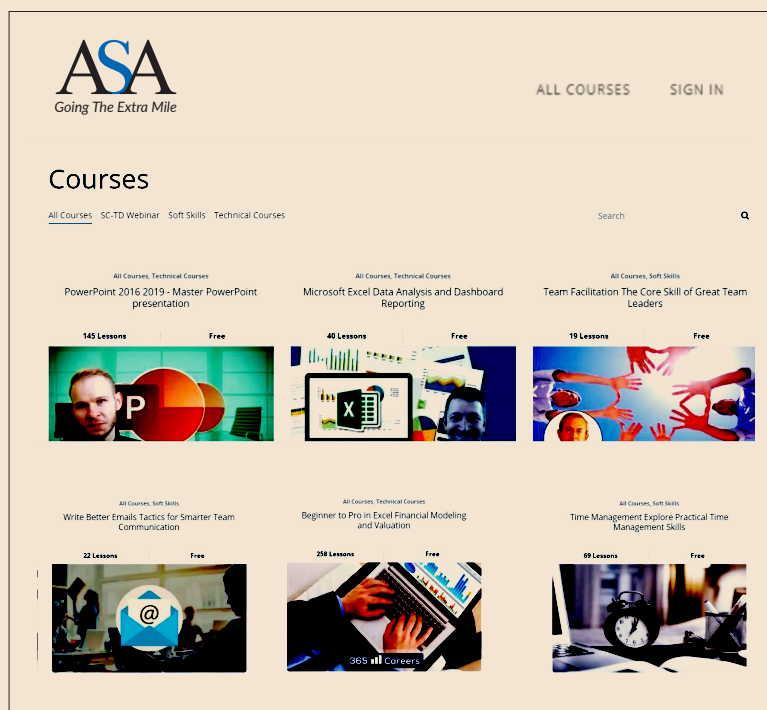 ASA
Going The Extra Mile
ALL COURSES SIGN IN
Courses
All Courses SC-TD Webinar Soft Skills Technical Courses
Search
All Courses, Technical Courses
PowerPoint 2016 2019 - Master PowerPoint
presentation
145 Lessons Free
P
All Courses, Technical Courses
Microsoft Excel Data Analysis and Dashboard
Reporting
40 Lessons Free
X
All Courses, Soft Skills
Team Facilitation The Core Skill of Great Team
Leaders
19 Lessons Free
All Courses, Soft Skills
Write Better Emails Tactics for Smarter Team
Communication
22 Lessons Free
@
All Courses, Technical Courses
Beginner to Pro in Excel Financial Modeling
and Valuation
258 Lessons Free
365 Careers
All Courses, Soft Skills
Time Management Explore Practical Time
Management Skills
69 Lessons Free